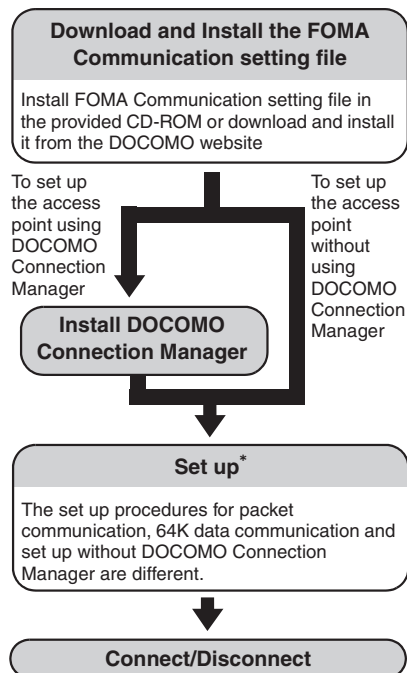 Download and Install the FOMA
Communication setting file
Install FOMA Communication setting file in
the provided CD-ROM or download and install
it from the DOCOMO website
To set up
the access
point using
DOCOMO
Connection
Manager
To set up
the access
point
without
using
DOCOMO
Connection
Manager
Install DOCOMO
Connection Manager
Set up*
The set up procedures for packet
communication, 64K data communication and
set up without DOCOMO Connection
Manager are different.
Connect/Disconnect